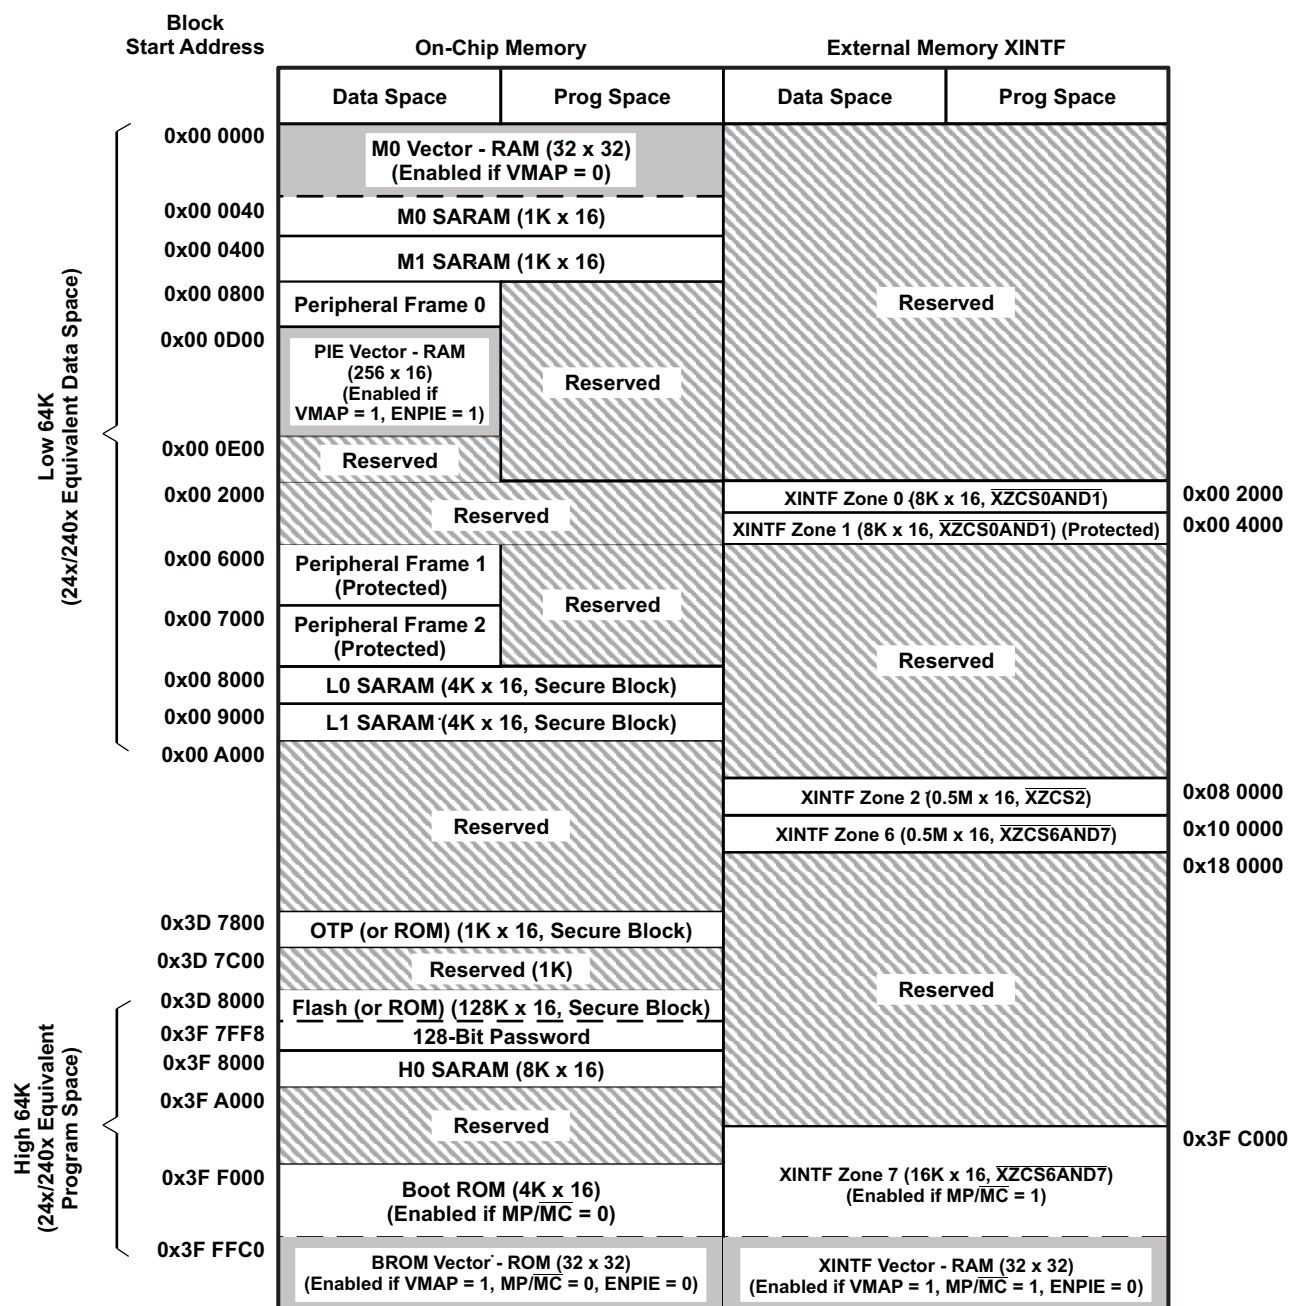 Block
Start Address
On-Chip Memory
External Memory XINTF
Data Space
Prog Space
Data Space
Prog Space
0x00 0000
M0 Vector - RAM (32 x 32)
(Enabled if VMAP = 0)
0x00 0040
M0 SARAM (1K x 16)
0x00 0400
M1 SARAM (1K x 16)
0x00 0800
Peripheral Frame 0
Reserved
0x00 0D00
PIE Vector - RAM
(256 x 16)
(Enabled if
VMAP = 1, ENPIE = 1)
Reserved
0x00 0E00
Reserved
Low 64K
(24x/240x Equivalent Data Space)
0x00 2000
Reserved
XINTF Zone 0 (8K x 16, XZCS0AND1)
0x00 2000
XINTF Zone 1 (8K x 16, XZCS0AND1) (Protected)
0x00 4000
0x00 6000
Peripheral Frame 1
(Protected)
Reserved
0x00 7000
Peripheral Frame 2
(Protected)
Reserved
0x00 8000
L0 SARAM (4K x 16, Secure Block)
0x00 9000
L1 SARAM (4K x 16, Secure Block)
0x00 A000
Reserved
XINTF Zone 2 (0.5M x 16, XZCS2)
0x08 0000
XINTF Zone 6 (0.5M x 16, XZCS6AND7)
0x10 0000
0x18 0000
0x3D 7800
OTP (or ROM) (1K x 16, Secure Block)
0x3D 7C00
Reserved (1K)
Reserved
0x3D 8000
Flash (or ROM) (128K x 16, Secure Block)
0x3F 7FF8
128-Bit Password
0x3F 8000
H0 SARAM (8K x 16)
0x3F A000
Reserved
High 64K
(24x/240x Equivalent
Program Space)
0x3F C000
0x3F F000
Boot ROM (4K x 16)
(Enabled if MP/MC = 0)
XINTF Zone 7 (16K x 16, XZCS6AND7)
(Enabled if MP/MC = 1)
0x3F FFC0
BROM Vector - ROM (32 x 32)
(Enabled if VMAP = 1, MP/MC = 0, ENPIE = 0)
XINTF Vector - RAM (32 x 32)
(Enabled if VMAP = 1, MP/MC = 1, ENPIE = 0)